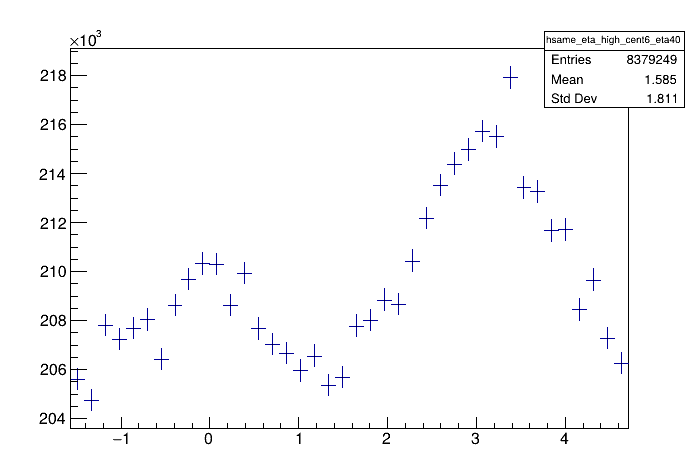 ×10³
hsame_eta_high_cent6_eta40
Entries 8379249
Mean 1.585
Std Dev 1.811
218
216
214
212
210
208
206
204
−1 0 1 2 3 4